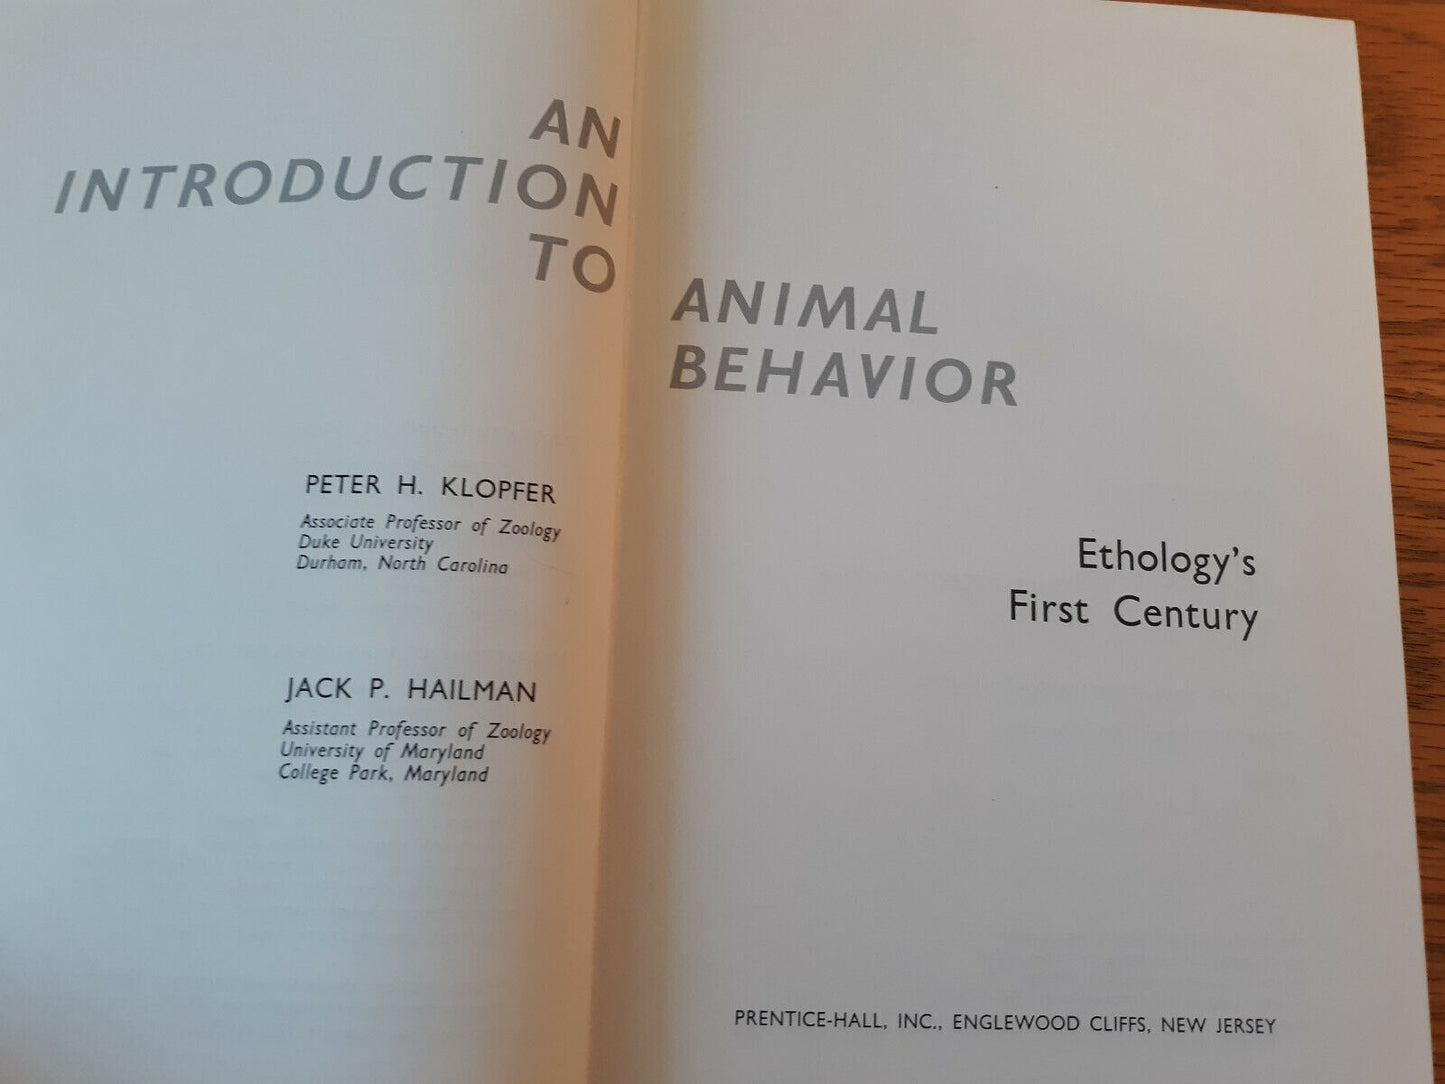 AN
INTRODUCTION
TO
ANIMAL
BEHAVIOR
PETER H. KLOPFER
Associate Professor of Zoology
Duke University
Durham, North Carolina
JACK P. HAILMAN
Assistant Professor of Zoology
University of Maryland
College Park, Maryland
Ethology's
First Century
PRENTICE-HALL, INC., ENGLEWOOD CLIFFS, NEW JERSEY